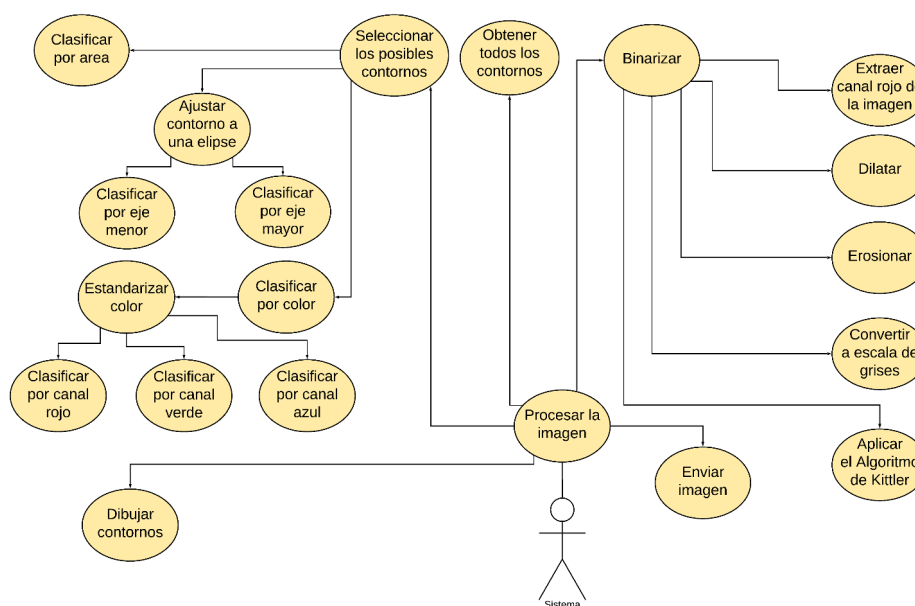 Clasificar
por area
Seleccionar
los posibles
contornos
Obtener
todos los
contornos
Binarizar
Extraer
canal rojo de
la imagen
Ajustar
contorno a
una elipse
Dilatar
Clasificar
por eje
menor
Clasificar
por eje
mayor
Erosionar
Estandarizar
color
Clasificar
por color
Convertir
a escala de
grises
Clasificar
por canal
rojo
Clasificar
por canal
verde
Clasificar
por canal
azul
Procesar la
imagen
Aplicar
el Algoritmo
de Kittler
Enviar
imagen
Dibujar
contornos
Sistema